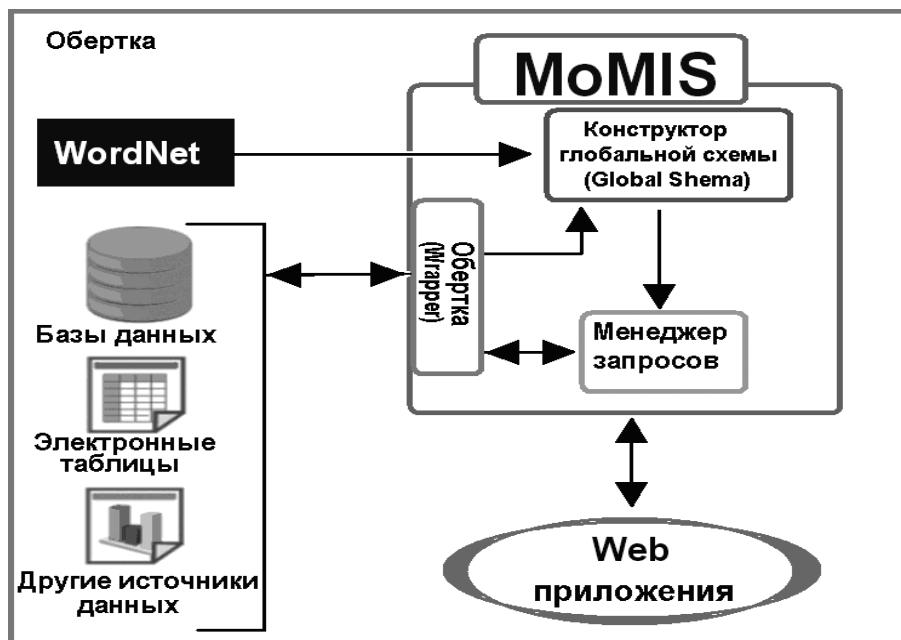 Обертка
MoMIS
Конструктор
глобальной схемы
(Global Shema)
WordNet
Обертка
(Wrapper)
Базы данных
Менеджер
запросов
Электронные
таблицы
Другие источники
данных
Web
приложения